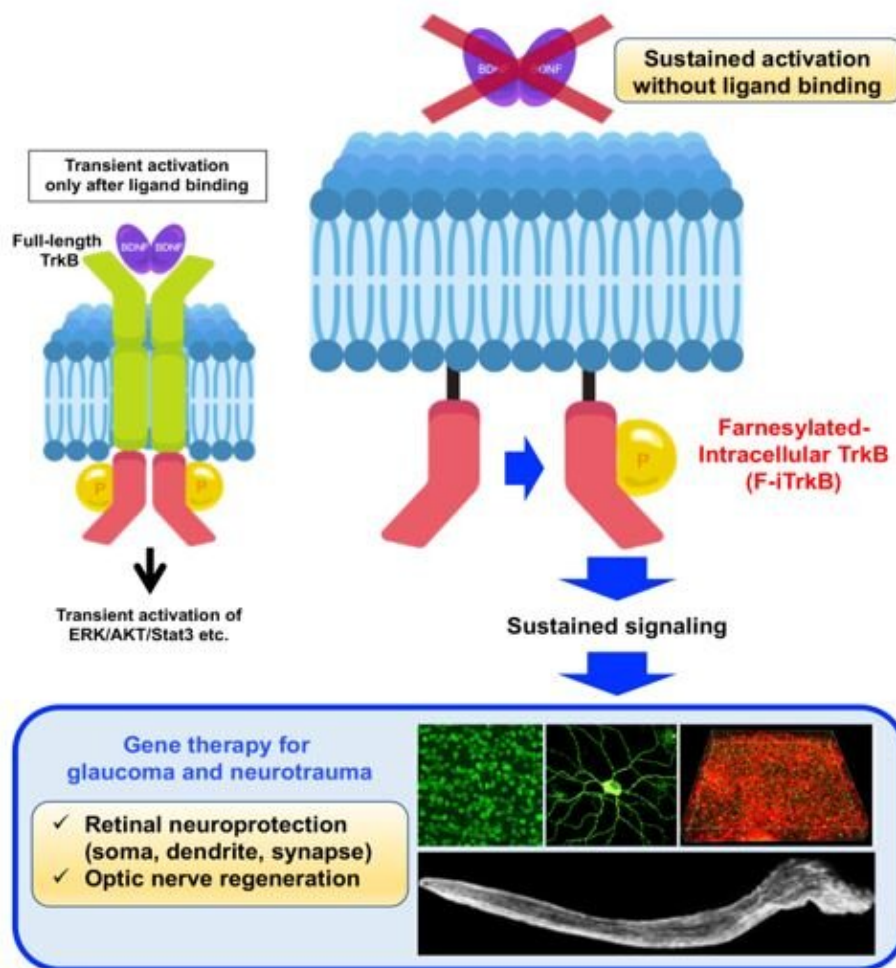 BDNF BDNF
Sustained activation
without ligand binding
Transient activation
only after ligand binding
Full-length
TrkB
BDNF BDNF
P
P
P
Farnesylated-
Intracellular TrkB
(F-iTrkB)
Transient activation of
ERK/AKT/Stat3 etc.
Sustained signaling
Gene therapy for
glaucoma and neurotrauma
✓ Retinal neuroprotection
(soma, dendrite, synapse)
✓ Optic nerve regeneration